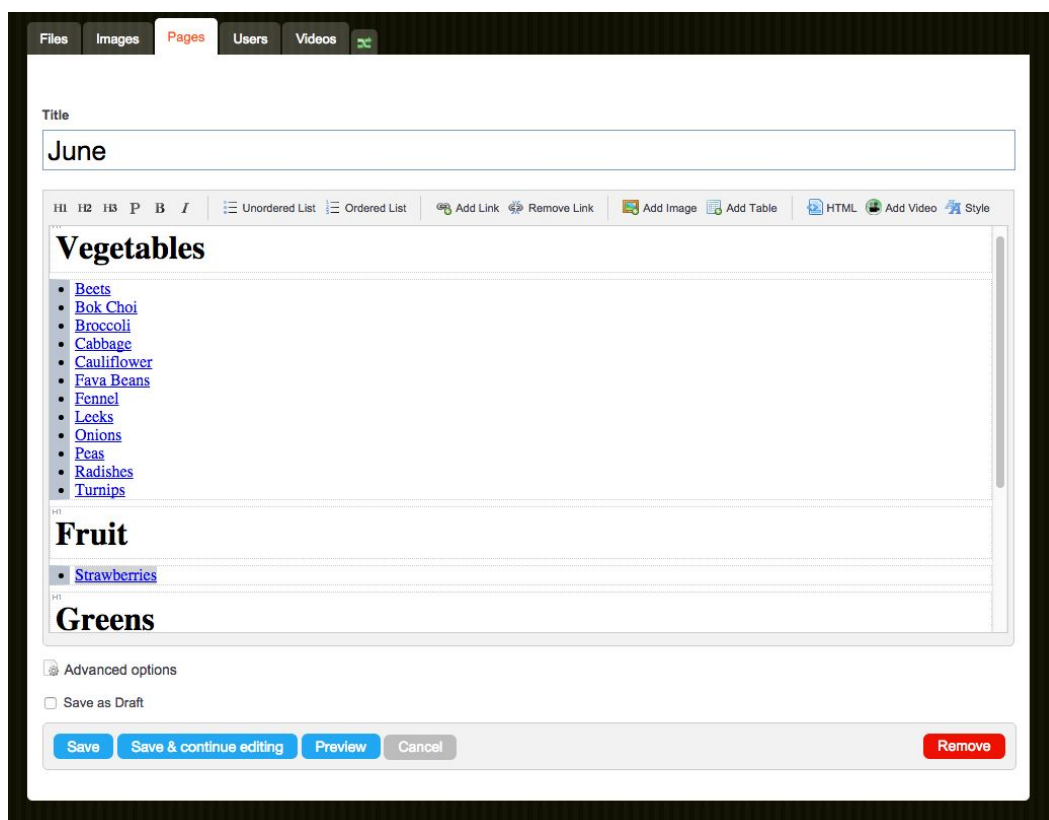 Files Images Pages Users Videos
Title
June
H1 H2 H3 P B I Unordered List Ordered List Add Link Remove Link Add Image Add Table HTML Add Video Style
Vegetables
Beets
Bok Choi
Broccoli
Cabbage
Cauliflower
Fava Beans
Fennel
Leeks
Onions
Peas
Radishes
Turnips
H1
Fruit
Strawberries
H1
Greens
Advanced options
Save as Draft
Save Save & continue editing Preview Cancel Remove